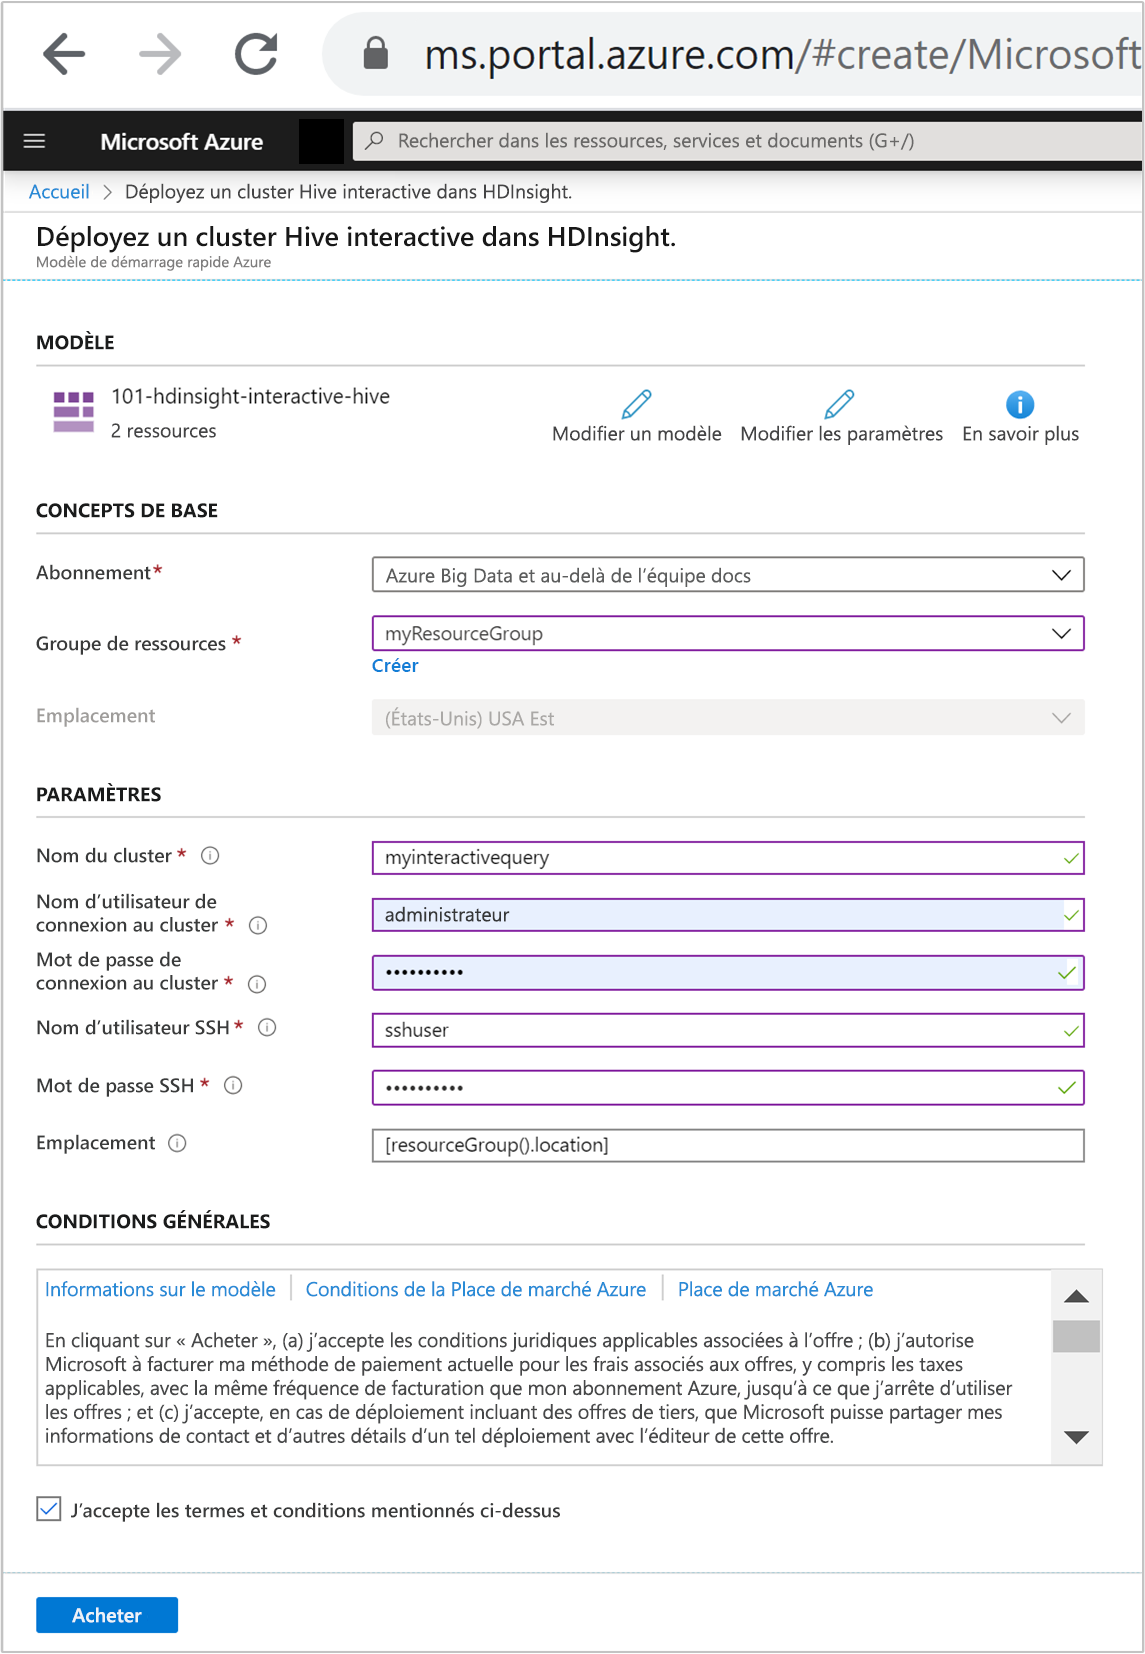 ms.portal.azure.com/#create/Microsoft
Microsoft Azure
Rechercher dans les ressources, services et documents (G+/)
Accueil > Déployez un cluster Hive interactive dans HDInsight.
Déployez un cluster Hive interactive dans HDInsight.
Modèle de démarrage rapide Azure
MODÈLE
101-hdinsight-interactive-hive
2 ressources
Modifier un modèle
Modifier les paramètres
En savoir plus
CONCEPTS DE BASE
Abonnement*
Azure Big Data et au-delà de l’équipe docs
Groupe de ressources *
myResourceGroup
Créer
Emplacement
(États-Unis) USA Est
PARAMÈTRES
Nom du cluster *
myinteractivequery
Nom d’utilisateur de
connexion au cluster *
administrateur
Mot de passe de
connexion au cluster *
••••••••••
Nom d’utilisateur SSH*
sshuser
Mot de passe SSH *
••••••••••
Emplacement
[resourceGroup().location]
CONDITIONS GÉNÉRALES
Informations sur le modèle | Conditions de la Place de marché Azure | Place de marché Azure
En cliquant sur « Acheter », (a) j’accepte les conditions juridiques applicables associées à l’offre ; (b) j’autorise
Microsoft à facturer ma méthode de paiement actuelle pour les frais associés aux offres, y compris les taxes
applicables, avec la même fréquence de facturation que mon abonnement Azure, jusqu’à ce que j’arrête d’utiliser
les offres ; et (c) j’accepte, en cas de déploiement incluant des offres de tiers, que Microsoft puisse partager mes
informations de contact et d’autres détails d’un tel déploiement avec l’éditeur de cette offre.
J’accepte les termes et conditions mentionnés ci-dessus
Acheter